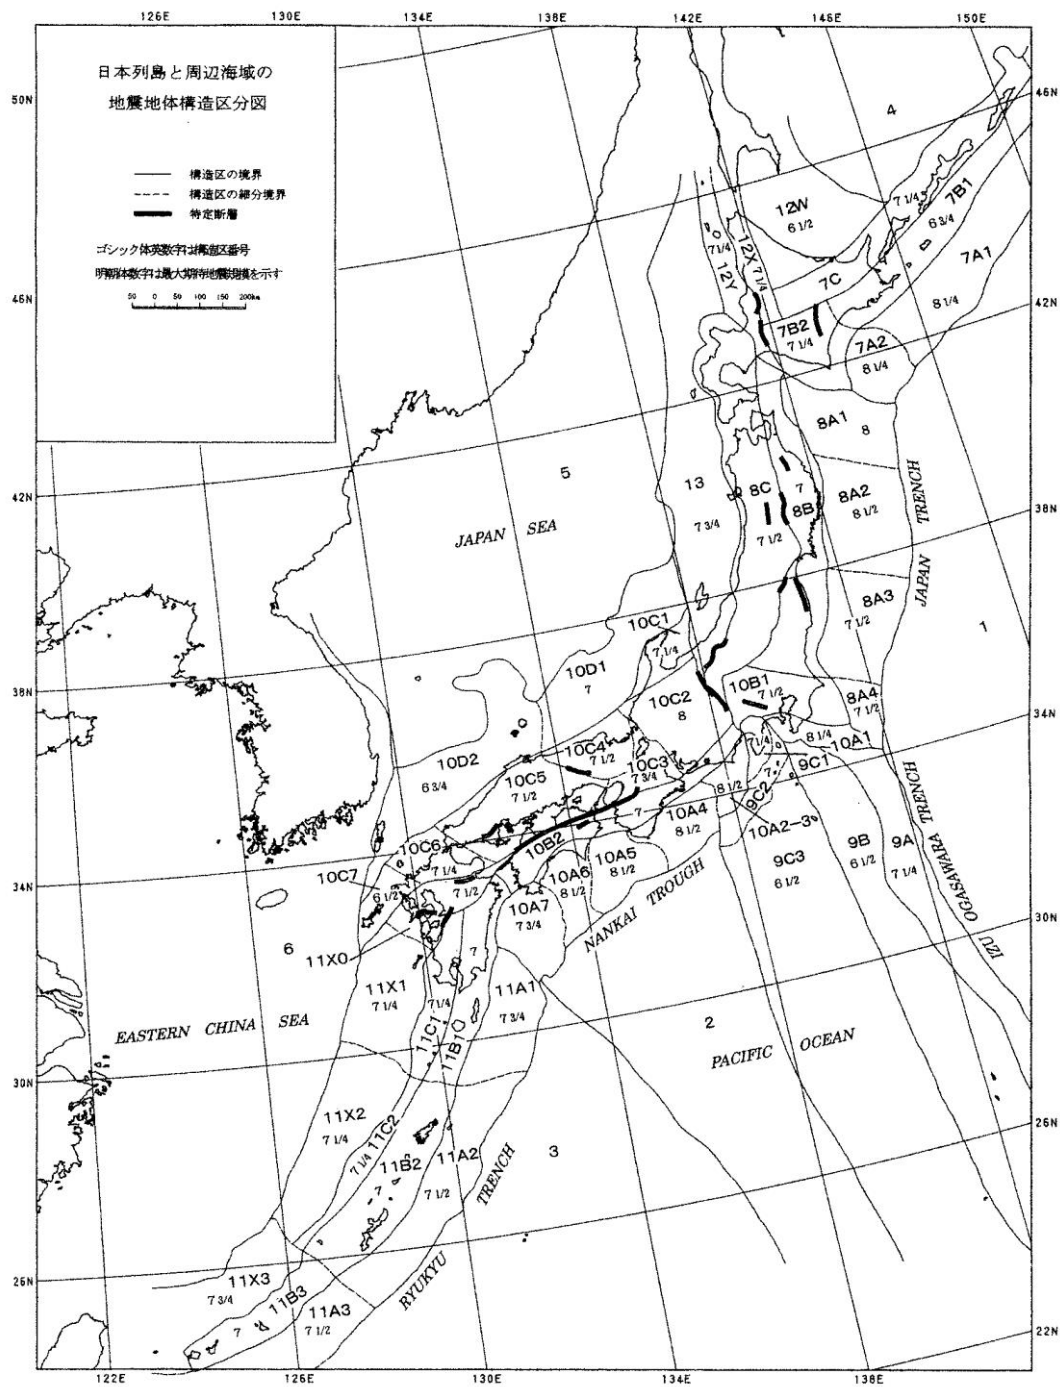 126E 130E 134E 138E 142E 146E 150E
日本列島と周辺海域の
地震地体構造区分図
構造区の境界
構造区の細分境界
特定断層
ゴシック体英数字は構造区番号
明朝体数字は最大期待地震規模を示す
50 0 50 100 150 200km
50N
46N
4
7 1/4
7B1
6 3/4
12W
6 1/2
7A1
8 1/4
12X
7 1/4
7 1/4
12Y
7C
46N
42N
7B2
7 1/4
7A2
8 1/4
8A1
8
5
13
7 3/4
8C
7 1/2
7
8B
8A2
8 1/2
JAPAN TRENCH
42N
38N
JAPAN SEA
JAPAN TRENCH
8A3
7 1/2
1
10C1
7 1/4
10D1
7
10C2
8
10B1
7 1/2
8A4
7 1/2
38N
34N
8 1/4
10A1
9C1
10D2
6 3/4
10C4
7 1/2
10C3
7 3/4
10C5
7 1/2
8 1/2
7
9C2
7
10A4
8 1/2
10A2-3
10B2
10C6
7 1/4
10C7
6 1/2
7 1/2
10A5
8 1/2
10A6
8 1/2
10A7
7 3/4
9C3
6 1/2
9B
6 1/2
9A
7 1/4
IZU OGASAWARA TRENCH
NANKAI TROUGH
34N
30N
6
11X0
7
11X1
7 1/4
7 1/4
11C1
11B1
11A1
7 3/4
EASTERN CHINA SEA
2
PACIFIC OCEAN
30N
26N
11X2
7 1/4
11C2
7 1/4
11B2
7
11A2
7 1/2
3
RYUKYU TRENCH
26N
22N
11X3
7 3/4
11B3
7
11A3
7 1/2
122E 126E 130E 134E 138E